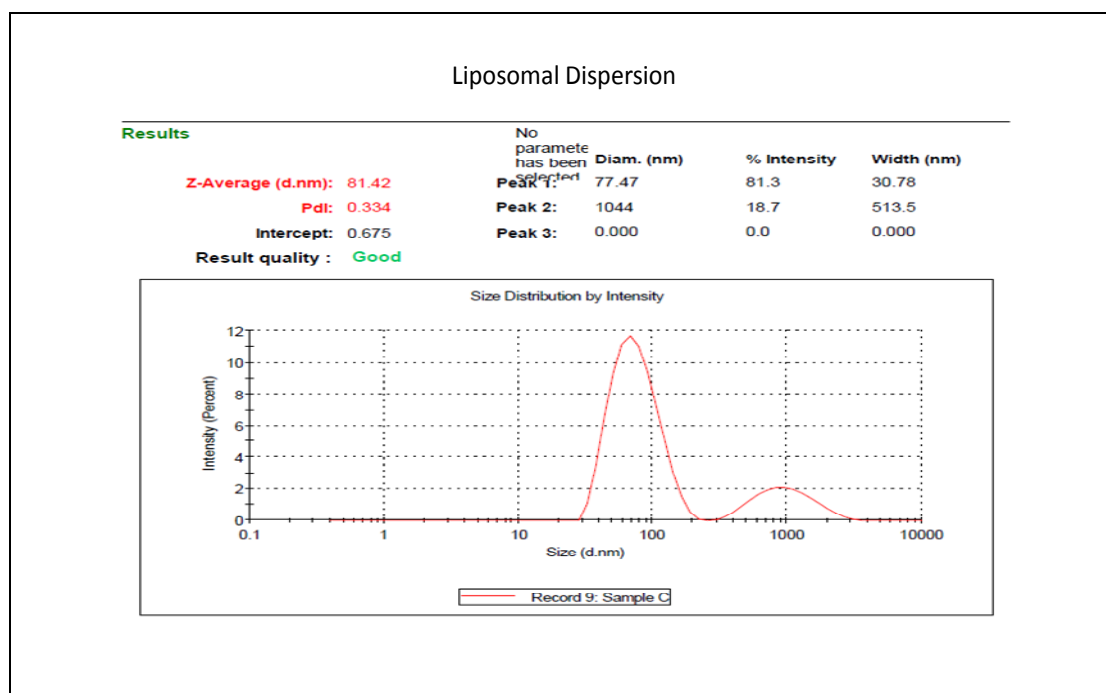 Liposomal Dispersion
Results
No
paramete
has been
selected
Diam. (nm) % Intensity Width (nm)
Z-Average (d.nm): 81.42 Peak 1: 77.47 81.3 30.78
PdI: 0.334 Peak 2: 1044 18.7 513.5
Intercept: 0.675 Peak 3: 0.000 0.0 0.000
Result quality : Good
Size Distribution by Intensity
Intensity (Percent)
12
10
8
6
4
2
0
0.1 1 10 100 1000 10000
Size (d.nm)
Record 9: Sample C